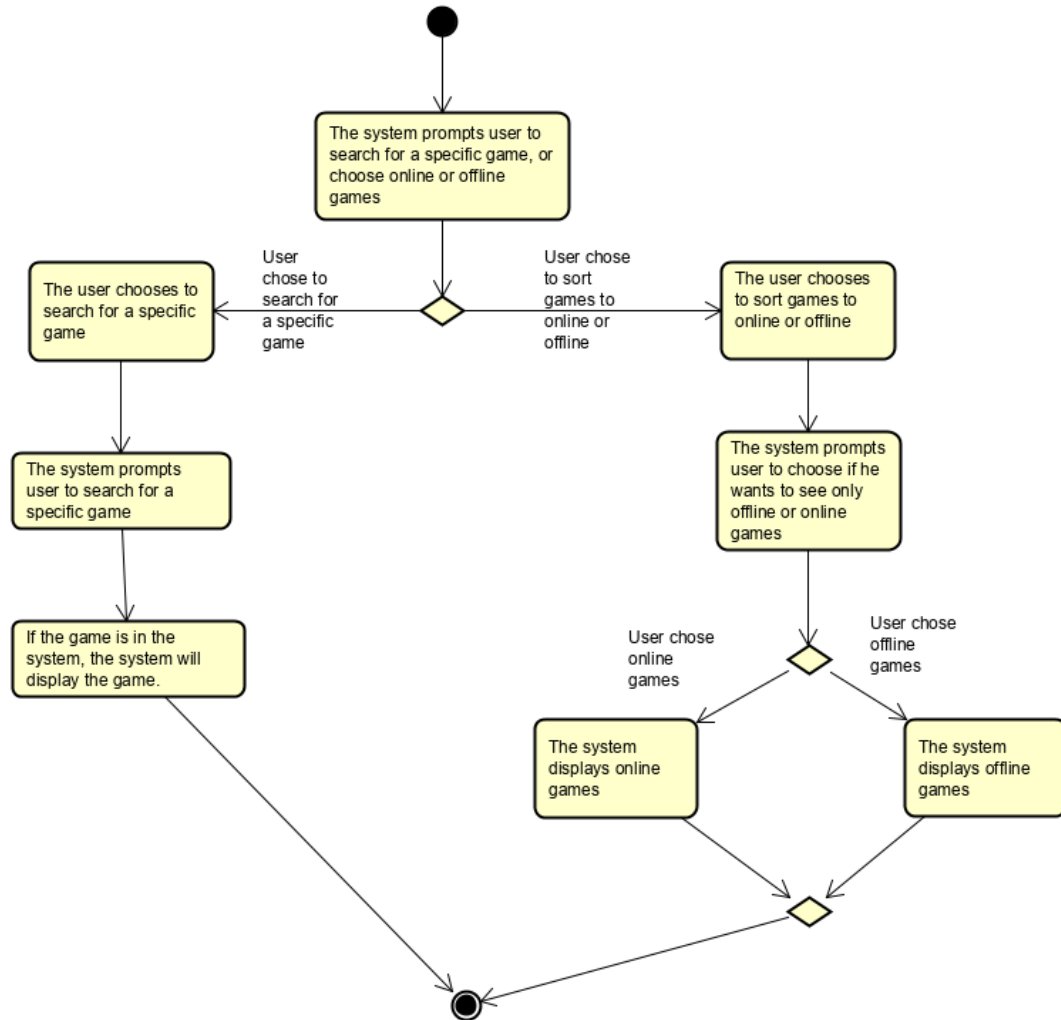 The system prompts user to
search for a specific game, or
choose online or offline
games
User
chose to
search for
a specific
game
User chose
to sort
games to
online or
offline
The user chooses to
search for a specific
game
The user chooses
to sort games to
online or offline
The system prompts
user to search for a
specific game
The system prompts
user to choose if he
wants to see only
offline or online
games
If the game is in the
system, the system will
display the game.
User chose
online
games
User chose
offline
games
The system
displays online
games
The system
displays offline
games